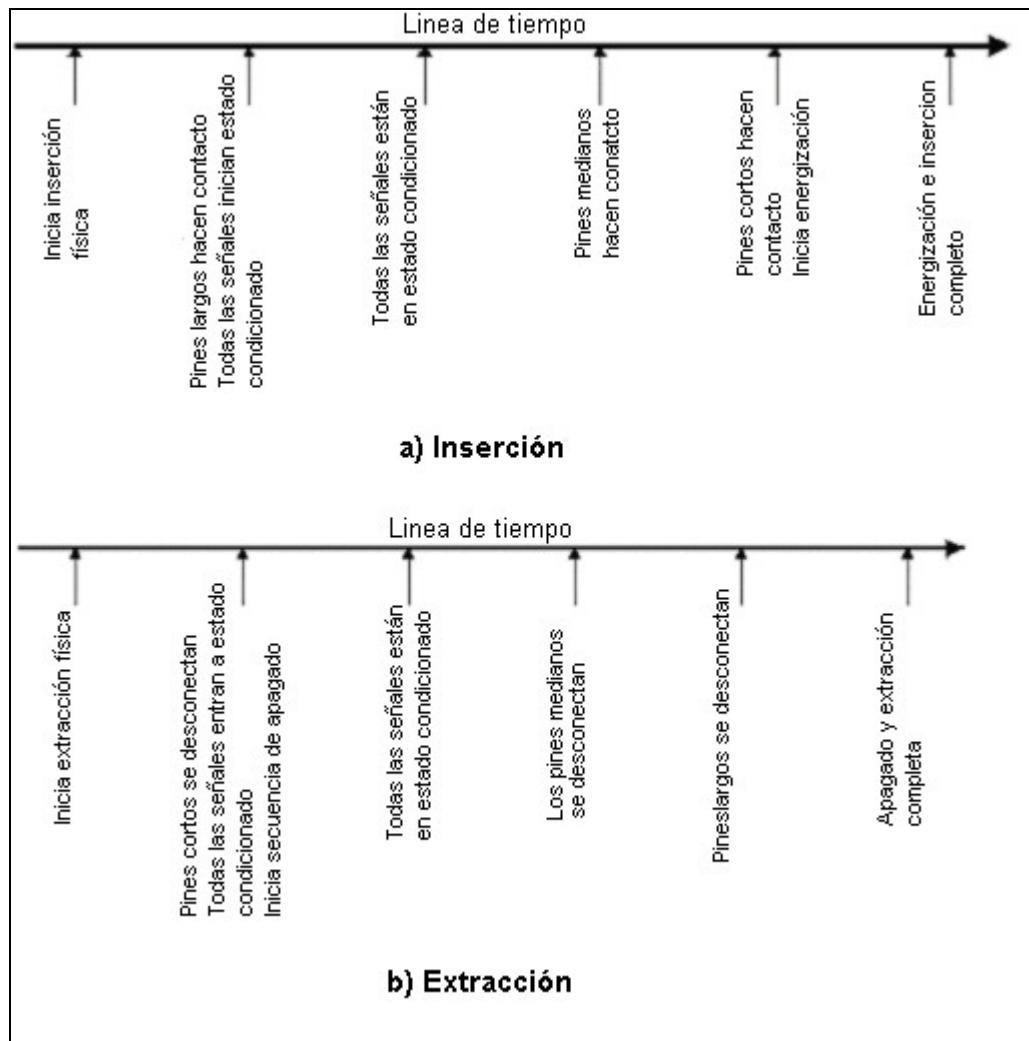 Linea de tiempo
Inicia inserción
física
Pines largos hacen contacto
Todas las señales inician estado
condicionado
Todas las señales están
en estado condicionado
Pines medianos
hacen conatcto
Pines cortos hacen
contacto
Inicia energización
Energización e insercion
completo
a) Inserción
Linea de tiempo
Inicia extracción física
Pines cortos se desconectan
Todas las señales entran a estado
condicionado
Inicia secuencia de apagado
Todas las señales están
en estado condicionado
Los pines medianos
se desconectan
Pineslargos se desconectan
Apagado y extracción
completa
b) Extracción